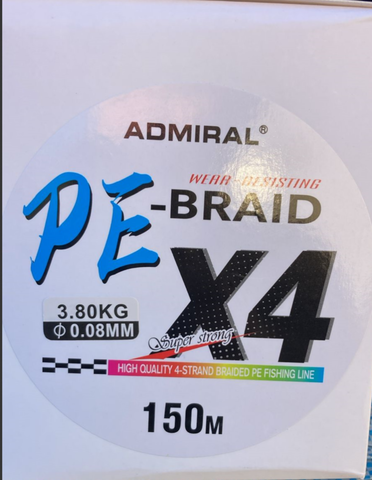 ADMIRAL®
WEAR-RESISTING
PE-BRAID
X4
3.80KG
Φ0.08MM
Super strong
HIGH QUALITY 4-STRAND BRAIDED PE FISHING LINE
150M